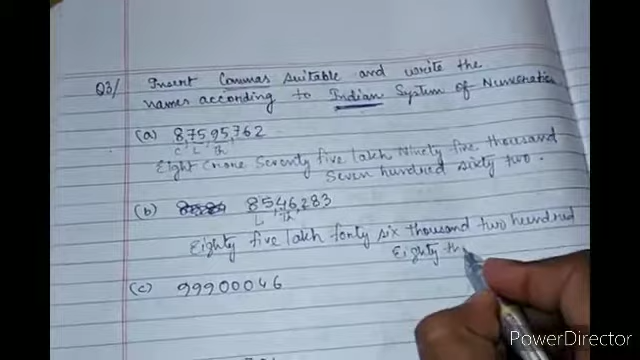 Q3/ Insert Commas suitable and write the
names according to Indian System of Numeration.
(a) 8,75,95,762
C L Th
Eight Crore Seventy five lakh Ninety five thousand
Seven hundred sixty two.
(b) 85,46,283
L Th
Eighty five lakh fourty six thousand two hundred
Eighty th
(c) 99900046
PowerDirector